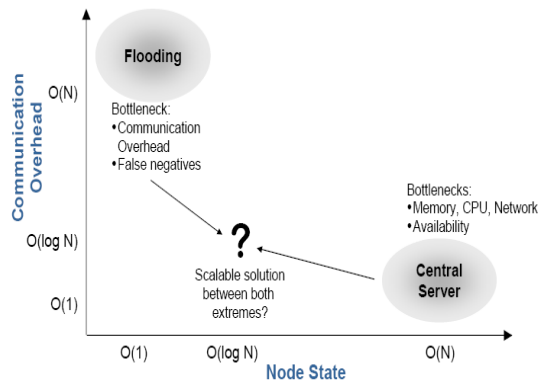 Flooding
Communication
Overhead
O(N)
Bottleneck:
•Communication
Overhead
•False negatives
Bottlenecks:
•Memory, CPU, Network
•Availability
O(log N)
?
Scalable solution
between both
extremes?
Central
Server
O(1)
O(1)
O(log N)
O(N)
Node State